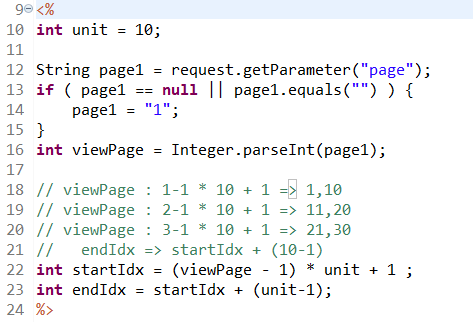 9 <%
10 int unit = 10;
11
12 String page1 = request.getParameter("page");
13 if ( page1 == null || page1.equals("") ) {
14     page1 = "1";
15 }
16 int viewPage = Integer.parseInt(page1);
17
18 // viewPage : 1-1 * 10 + 1 => 1,10
19 // viewPage : 2-1 * 10 + 1 => 11,20
20 // viewPage : 3-1 * 10 + 1 => 21,30
21 //   endIdx => startIdx + (10-1)
22 int startIdx = (viewPage - 1) * unit + 1 ;
23 int endIdx = startIdx + (unit-1);
24 %>